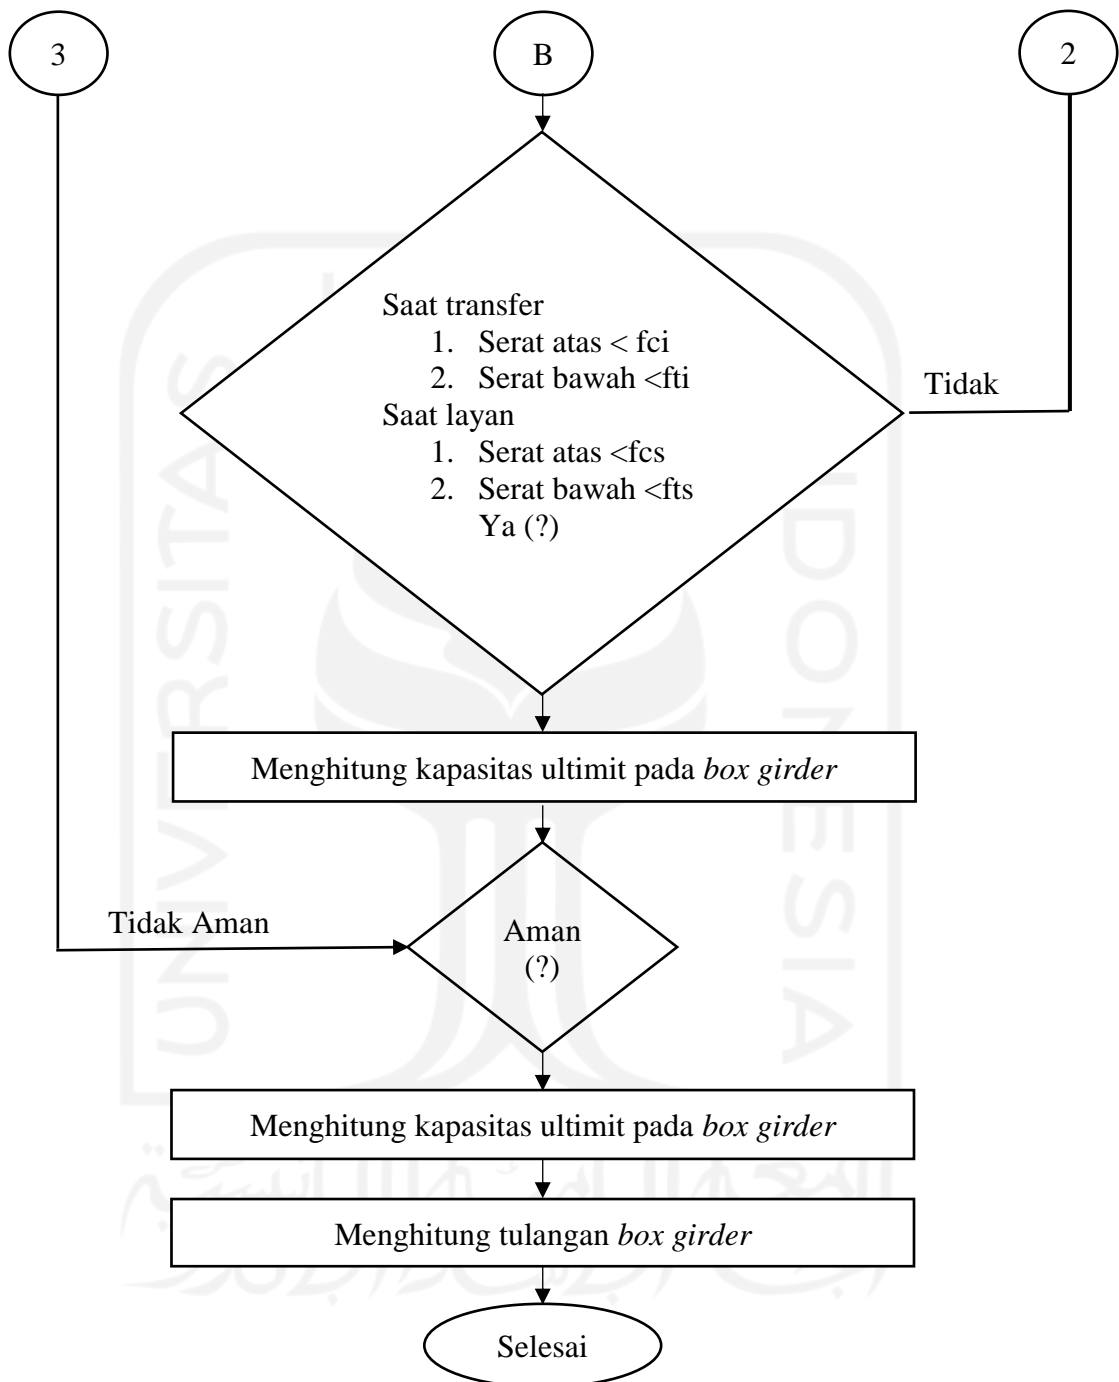 3
B
2
Saat transfer
1. Serat atas < fci
2. Serat bawah <fti
Saat layan
1. Serat atas <fcs
2. Serat bawah <fts
Ya (?)
Tidak
Menghitung kapasitas ultimit pada box girder
Tidak Aman
Aman
(?)
Menghitung kapasitas ultimit pada box girder
Menghitung tulangan box girder
Selesai
UNIVERSITAS
INDONESIA